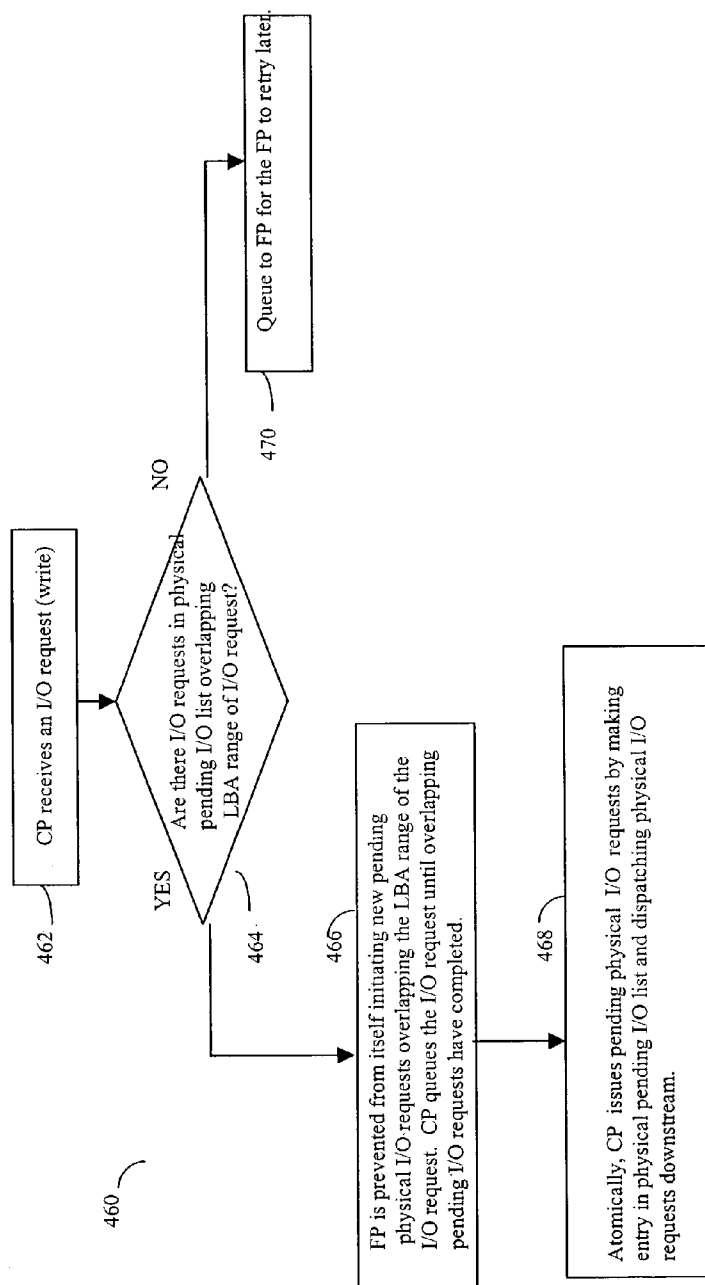 CP receives an I/O request (write)
462
Are there I/O requests in physical
pending I/O list overlapping
LBA range of I/O request?
YES
NO
464
470
Queue to FP for the FP to retry later.
460
466
FP is prevented from itself initiating new pending
physical I/O requests overlapping the LBA range of the
I/O request. CP queues the I/O request until overlapping
pending I/O requests have completed.
468
Atomically, CP issues pending physical I/O requests by making
entry in physical pending I/O list and dispatching physical I/O
requests downstream.